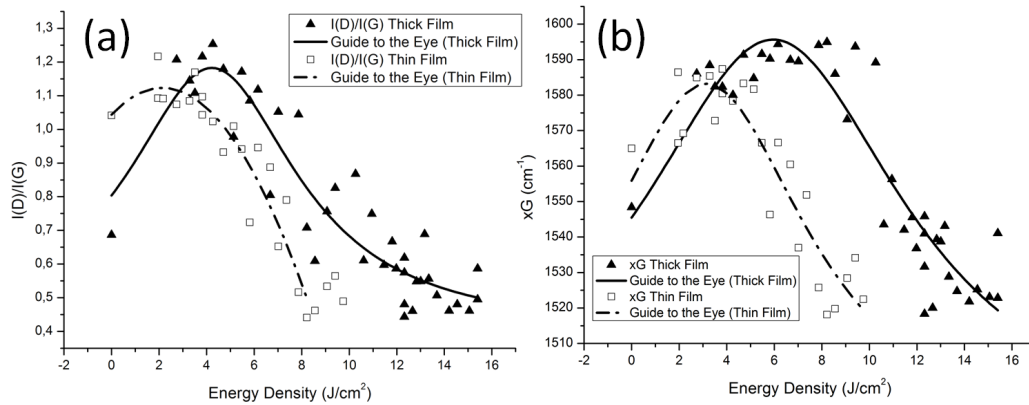 (a)
I(D)/I(G) Thick Film
Guide to the Eye (Thick Film)
I(D)/I(G) Thin Film
Guide to the Eye (Thin Film)
1,3
1,2
1,1
1,0
0,9
0,8
0,7
0,6
0,5
0,4
I(D)/I(G)
-2 0 2 4 6 8 10 12 14 16
Energy Density (J/cm²)
(b)
1600
1590
1580
1570
1560
1550
1540
1530
1520
1510
xG (cm⁻¹)
xG Thick Film
Guide to the Eye (Thick Film)
xG Thin Film
Guide to the Eye (Thin Film)
-2 0 2 4 6 8 10 12 14 16
Energy Density (J/cm²)